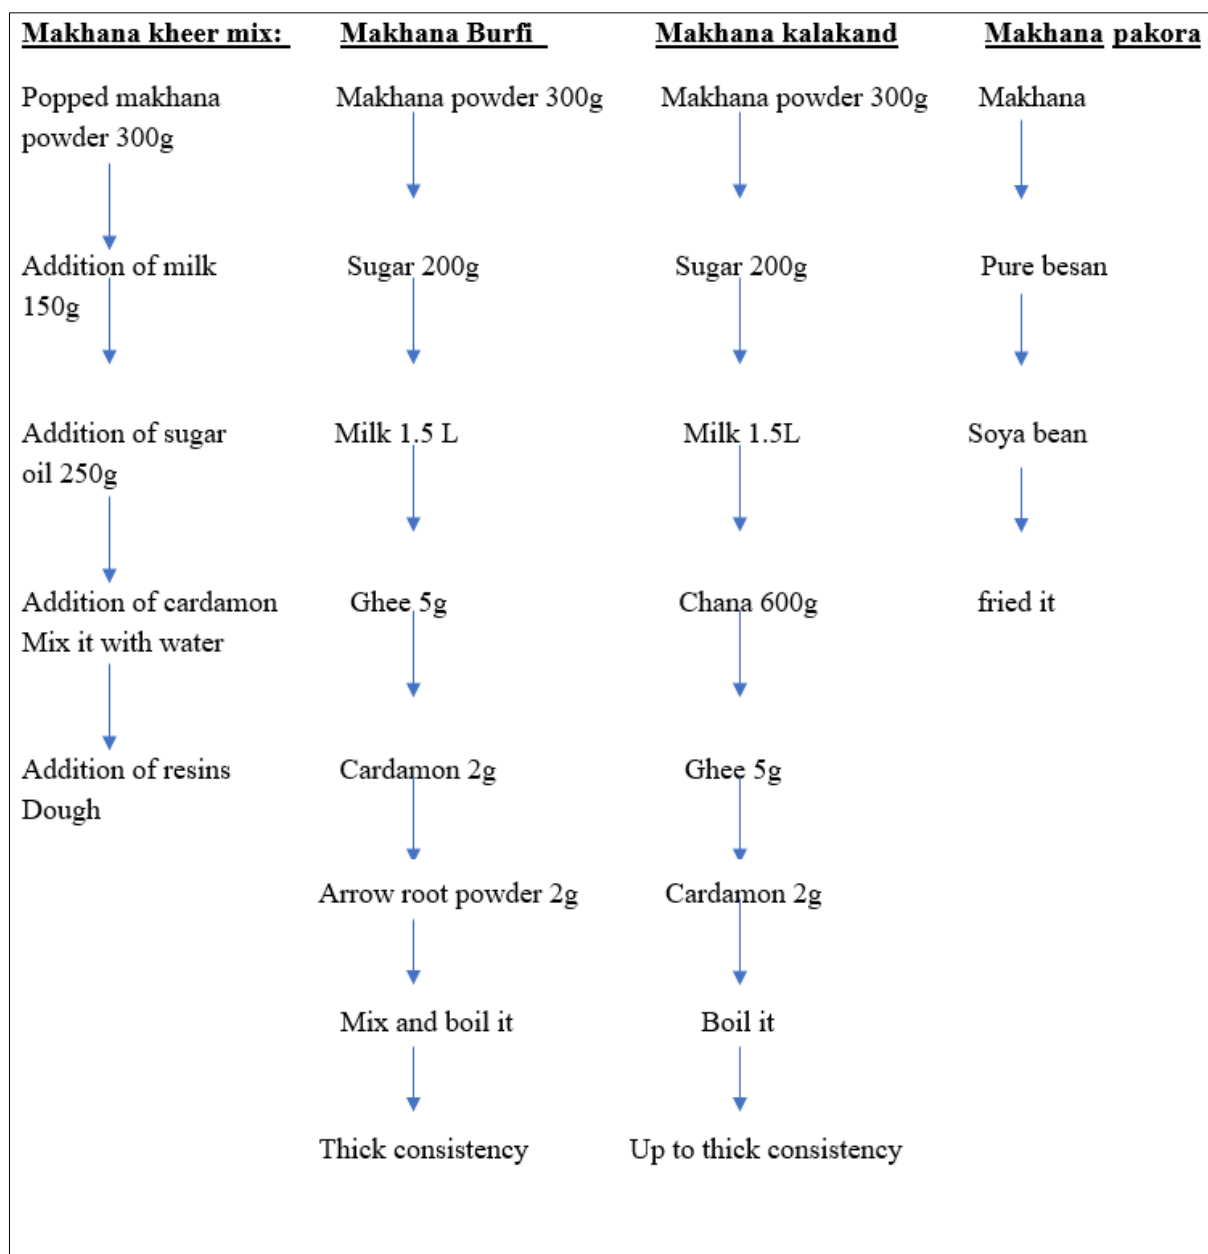 Makhana kheer mix:
Popped makhana
powder 300g
Addition of milk
150g
Addition of sugar
oil 250g
Addition of cardamon
Mix it with water
Addition of resins
Dough
Makhana Burfi
Makhana powder 300g
Sugar 200g
Milk 1.5 L
Ghee 5g
Cardamon 2g
Arrow root powder 2g
Mix and boil it
Thick consistency
Makhana kalakand
Makhana powder 300g
Sugar 200g
Milk 1.5L
Chana 600g
Ghee 5g
Cardamon 2g
Boil it
Up to thick consistency
Makhana pakora
Makhana
Pure besan
Soya bean
fried it